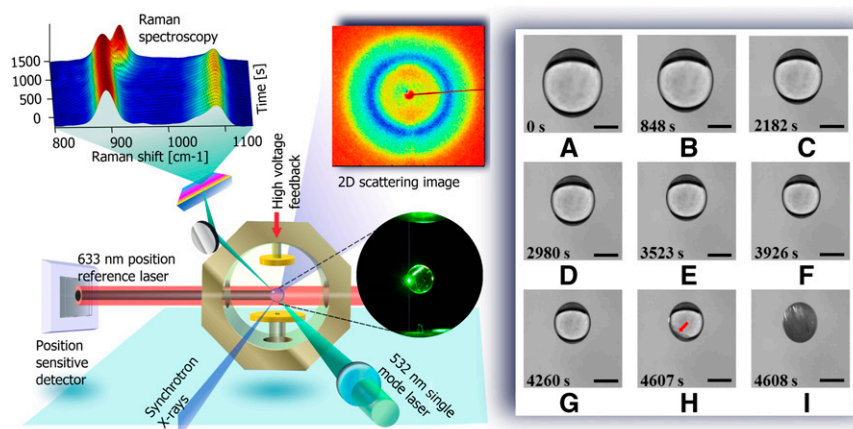 Raman
spectroscopy
1500
1000
500
0
Time [s]
800
900
1000
1100
Raman shift [cm-1]
2D scattering image
High voltage
feedback
633 nm position
reference laser
Position
sensitive
detector
Synchrotron
X-rays
532 nm single
mode laser
0 s
848 s
2182 s
A
B
C
2980 s
3523 s
3926 s
D
E
F
4260 s
4607 s
4608 s
G
H
I